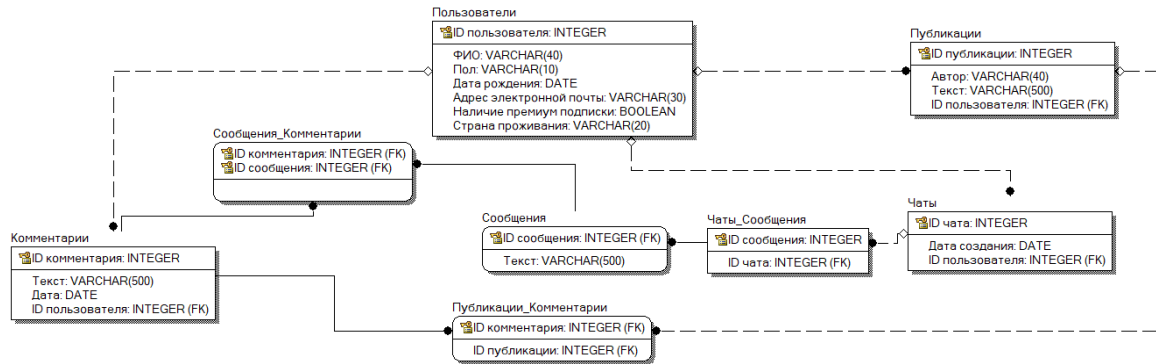 Пользователи
ID пользователя: INTEGER
ФИО: VARCHAR(40)
Пол: VARCHAR(10)
Дата рождения: DATE
Адрес электронной почты: VARCHAR(30)
Наличие премиум подписки: BOOLEAN
Страна проживания: VARCHAR(20)
Публикации
ID публикации: INTEGER
Автор: VARCHAR(40)
Текст: VARCHAR(500)
ID пользователя: INTEGER (FK)
Сообщения_Комментарии
ID комментария: INTEGER (FK)
ID сообщения: INTEGER (FK)
Сообщения
ID сообщения: INTEGER (FK)
Текст: VARCHAR(500)
Чаты_Сообщения
ID сообщения: INTEGER
ID чата: INTEGER (FK)
Чаты
ID чата: INTEGER
Дата создания: DATE
ID пользователя: INTEGER (FK)
Комментарии
ID комментария: INTEGER
Текст: VARCHAR(500)
Дата: DATE
ID пользователя: INTEGER (FK)
Публикации_Комментарии
ID комментария: INTEGER (FK)
ID публикации: INTEGER (FK)